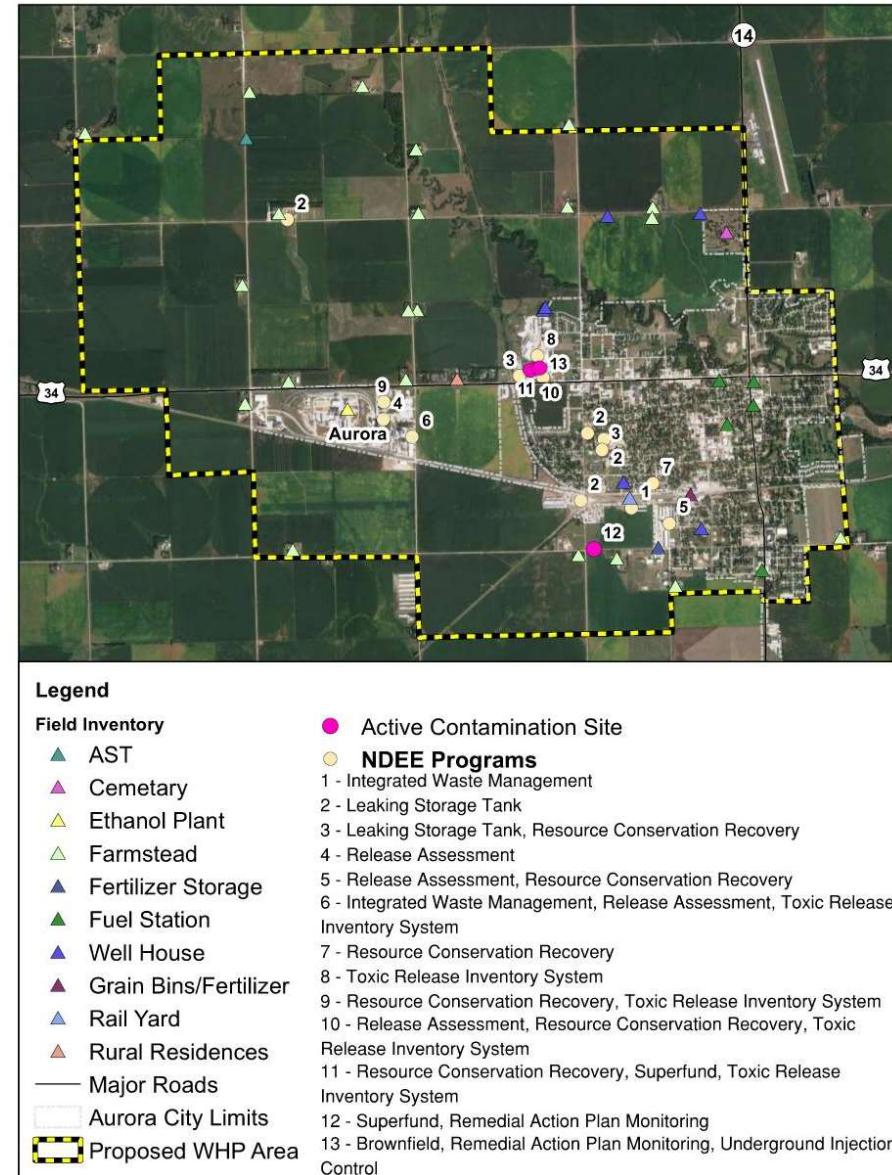 14
2
8
3
13
34
34
9
11
10
4
2
Aurora
6
3
2
7
2
1
5
12
Legend
Field Inventory
AST
Cemetary
Ethanol Plant
Farmstead
Fertilizer Storage
Fuel Station
Well House
Grain Bins/Fertilizer
Rail Yard
Rural Residences
Major Roads
Aurora City Limits
Proposed WHP Area
Active Contamination Site
NDEE Programs
1 - Integrated Waste Management
2 - Leaking Storage Tank
3 - Leaking Storage Tank, Resource Conservation Recovery
4 - Release Assessment
5 - Release Assessment, Resource Conservation Recovery
6 - Integrated Waste Management, Release Assessment, Toxic Release
Inventory System
7 - Resource Conservation Recovery
8 - Toxic Release Inventory System
9 - Resource Conservation Recovery, Toxic Release Inventory System
10 - Release Assessment, Resource Conservation Recovery, Toxic
Release Inventory System
11 - Resource Conservation Recovery, Superfund, Toxic Release
Inventory System
12 - Superfund, Remedial Action Plan Monitoring
13 - Brownfield, Remedial Action Plan Monitoring, Underground Injection
Control